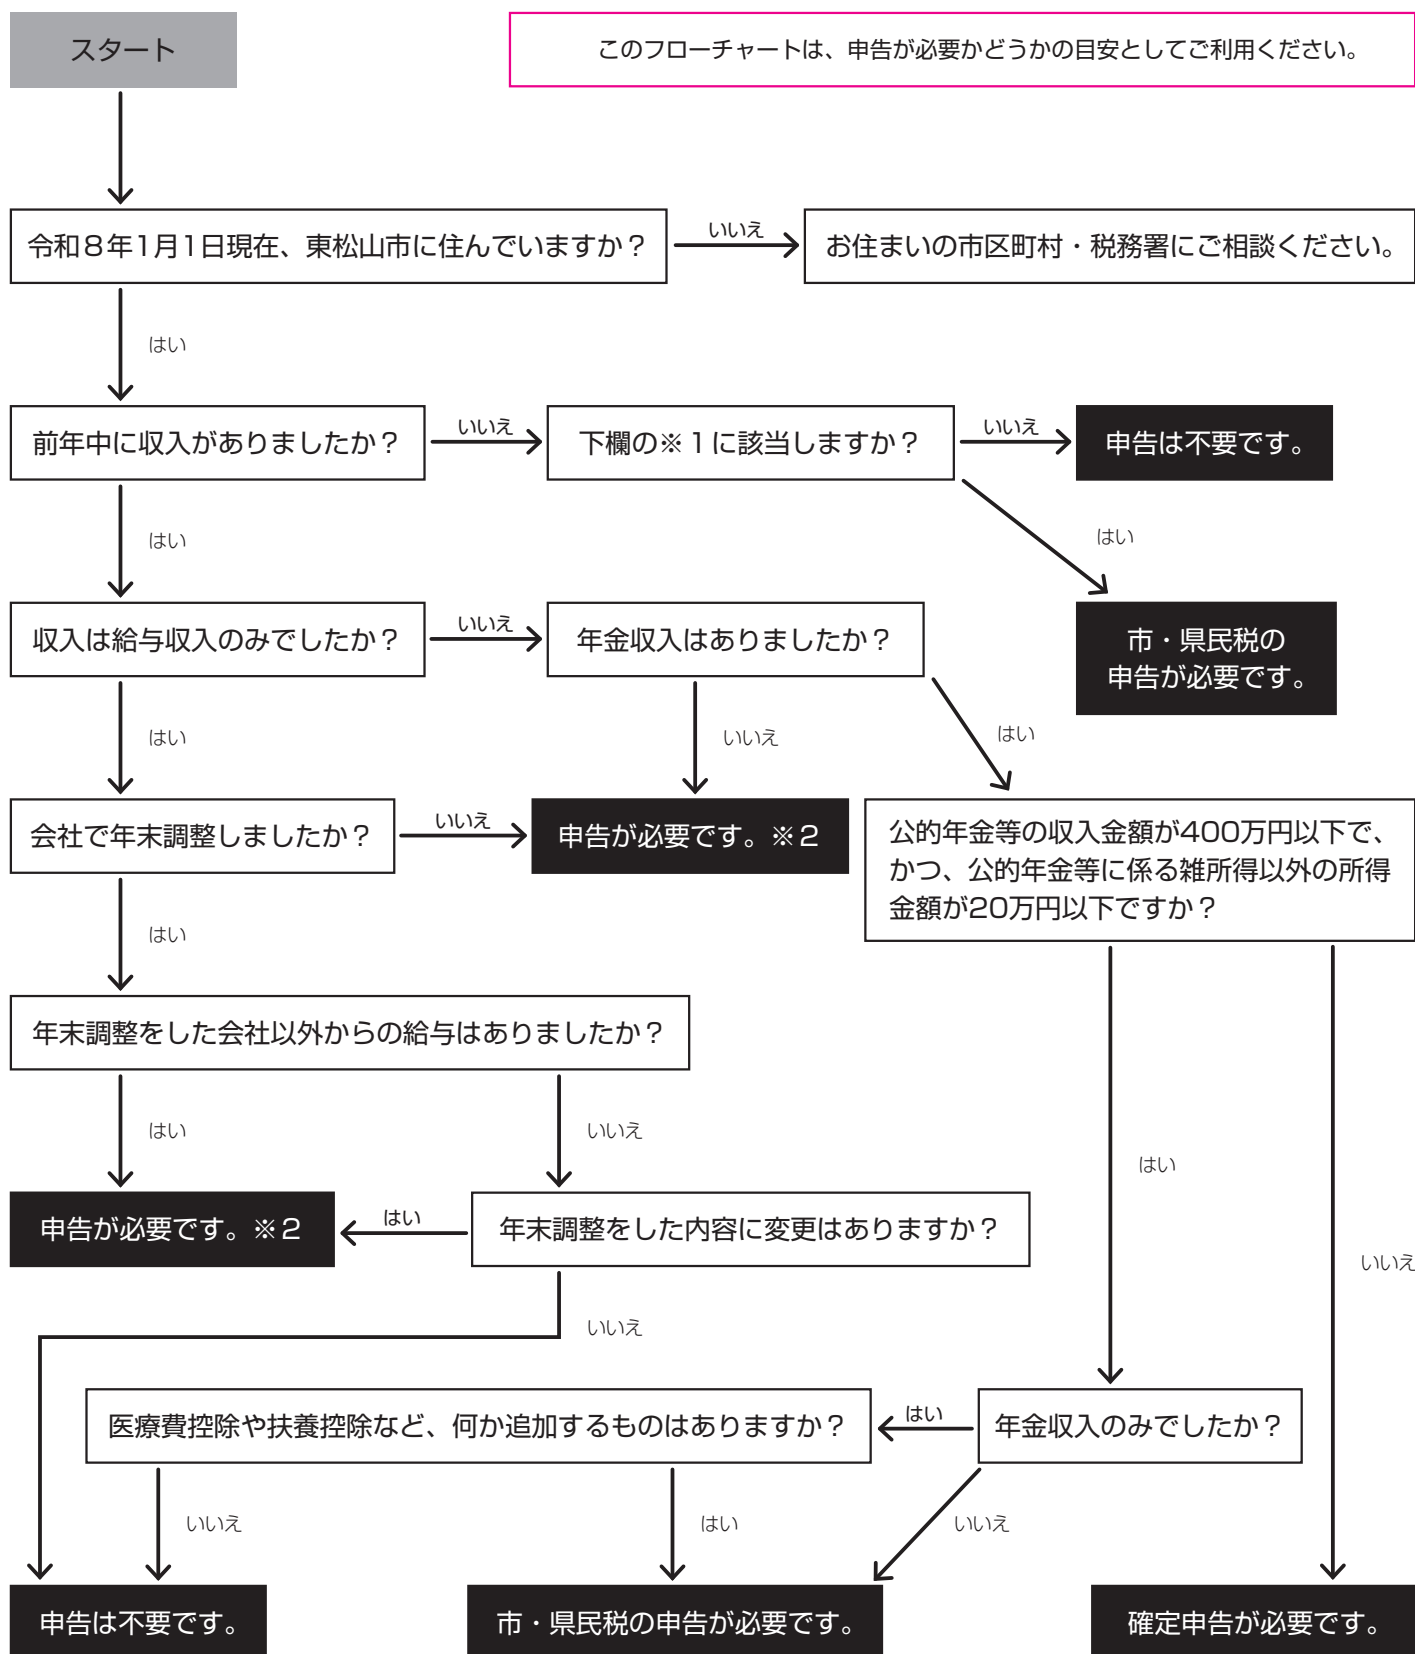 スタート
このフローチャートは、申告が必要かどうかの目安としてご利用ください。
令和８年1月1日現在、東松山市に住んでいますか？
いいえ
お住まいの市区町村・税務署にご相談ください。
はい
前年中に収入がありましたか？
いいえ
下欄の※１に該当しますか？
いいえ
申告は不要です。
はい
はい
収入は給与収入のみでしたか？
いいえ
年金収入はありましたか？
市・県民税の
申告が必要です。
はい
いいえ
はい
会社で年末調整しましたか？
いいえ
申告が必要です。※２
公的年金等の収入金額が400万円以下で、
かつ、公的年金等に係る雑所得以外の所得
金額が20万円以下ですか？
はい
年末調整をした会社以外からの給与はありましたか？
はい
いいえ
はい
申告が必要です。※２
はい
年末調整をした内容に変更はありますか？
いいえ
いいえ
医療費控除や扶養控除など、何か追加するものはありますか？
はい
年金収入のみでしたか？
いいえ
はい
いいえ
申告は不要です。
市・県民税の申告が必要です。
確定申告が必要です。